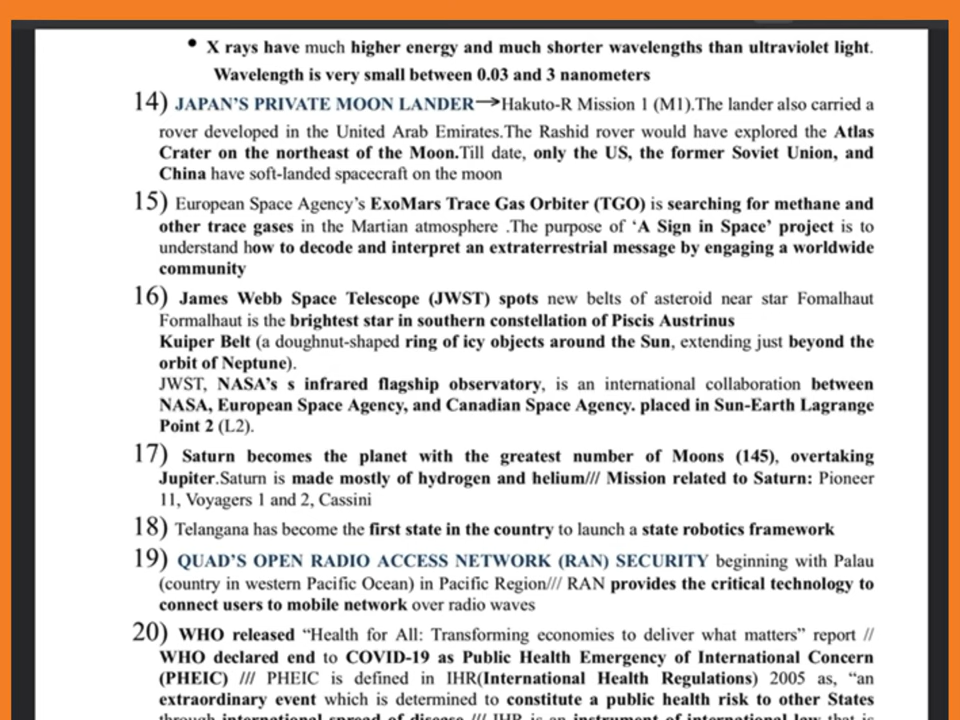 • X rays have much higher energy and much shorter wavelengths than ultraviolet light.
Wavelength is very small between 0.03 and 3 nanometers
14) JAPAN'S PRIVATE MOON LANDER→Hakuto-R Mission 1 (M1).The lander also carried a
rover developed in the United Arab Emirates.The Rashid rover would have explored the Atlas
Crater on the northeast of the Moon.Till date, only the US, the former Soviet Union, and
China have soft-landed spacecraft on the moon
15) European Space Agency's ExoMars Trace Gas Orbiter (TGO) is searching for methane and
other trace gases in the Martian atmosphere .The purpose of 'A Sign in Space' project is to
understand how to decode and interpret an extraterrestrial message by engaging a worldwide
community
16) James Webb Space Telescope (JWST) spots new belts of asteroid near star Fomalhaut
Formalhaut is the brightest star in southern constellation of Piscis Austrinus
Kuiper Belt (a doughnut-shaped ring of icy objects around the Sun, extending just beyond the
orbit of Neptune).
JWST, NASA's s infrared flagship observatory, is an international collaboration between
NASA, European Space Agency, and Canadian Space Agency. placed in Sun-Earth Lagrange
Point 2 (L2).
17) Saturn becomes the planet with the greatest number of Moons (145), overtaking
Jupiter.Saturn is made mostly of hydrogen and helium/// Mission related to Saturn: Pioneer
11, Voyagers 1 and 2, Cassini
18) Telangana has become the first state in the country to launch a state robotics framework
19) QUAD'S OPEN RADIO ACCESS NETWORK (RAN) SECURITY beginning with Palau
(country in western Pacific Ocean) in Pacific Region/// RAN provides the critical technology to
connect users to mobile network over radio waves
20) WHO released "Health for All: Transforming economies to deliver what matters" report //
WHO declared end to COVID-19 as Public Health Emergency of International Concern
(PHEIC) /// PHEIC is defined in IHR(International Health Regulations) 2005 as, "an
extraordinary event which is determined to constitute a public health risk to other States
through international spread of disease /// IHR is an instrument of international law that is